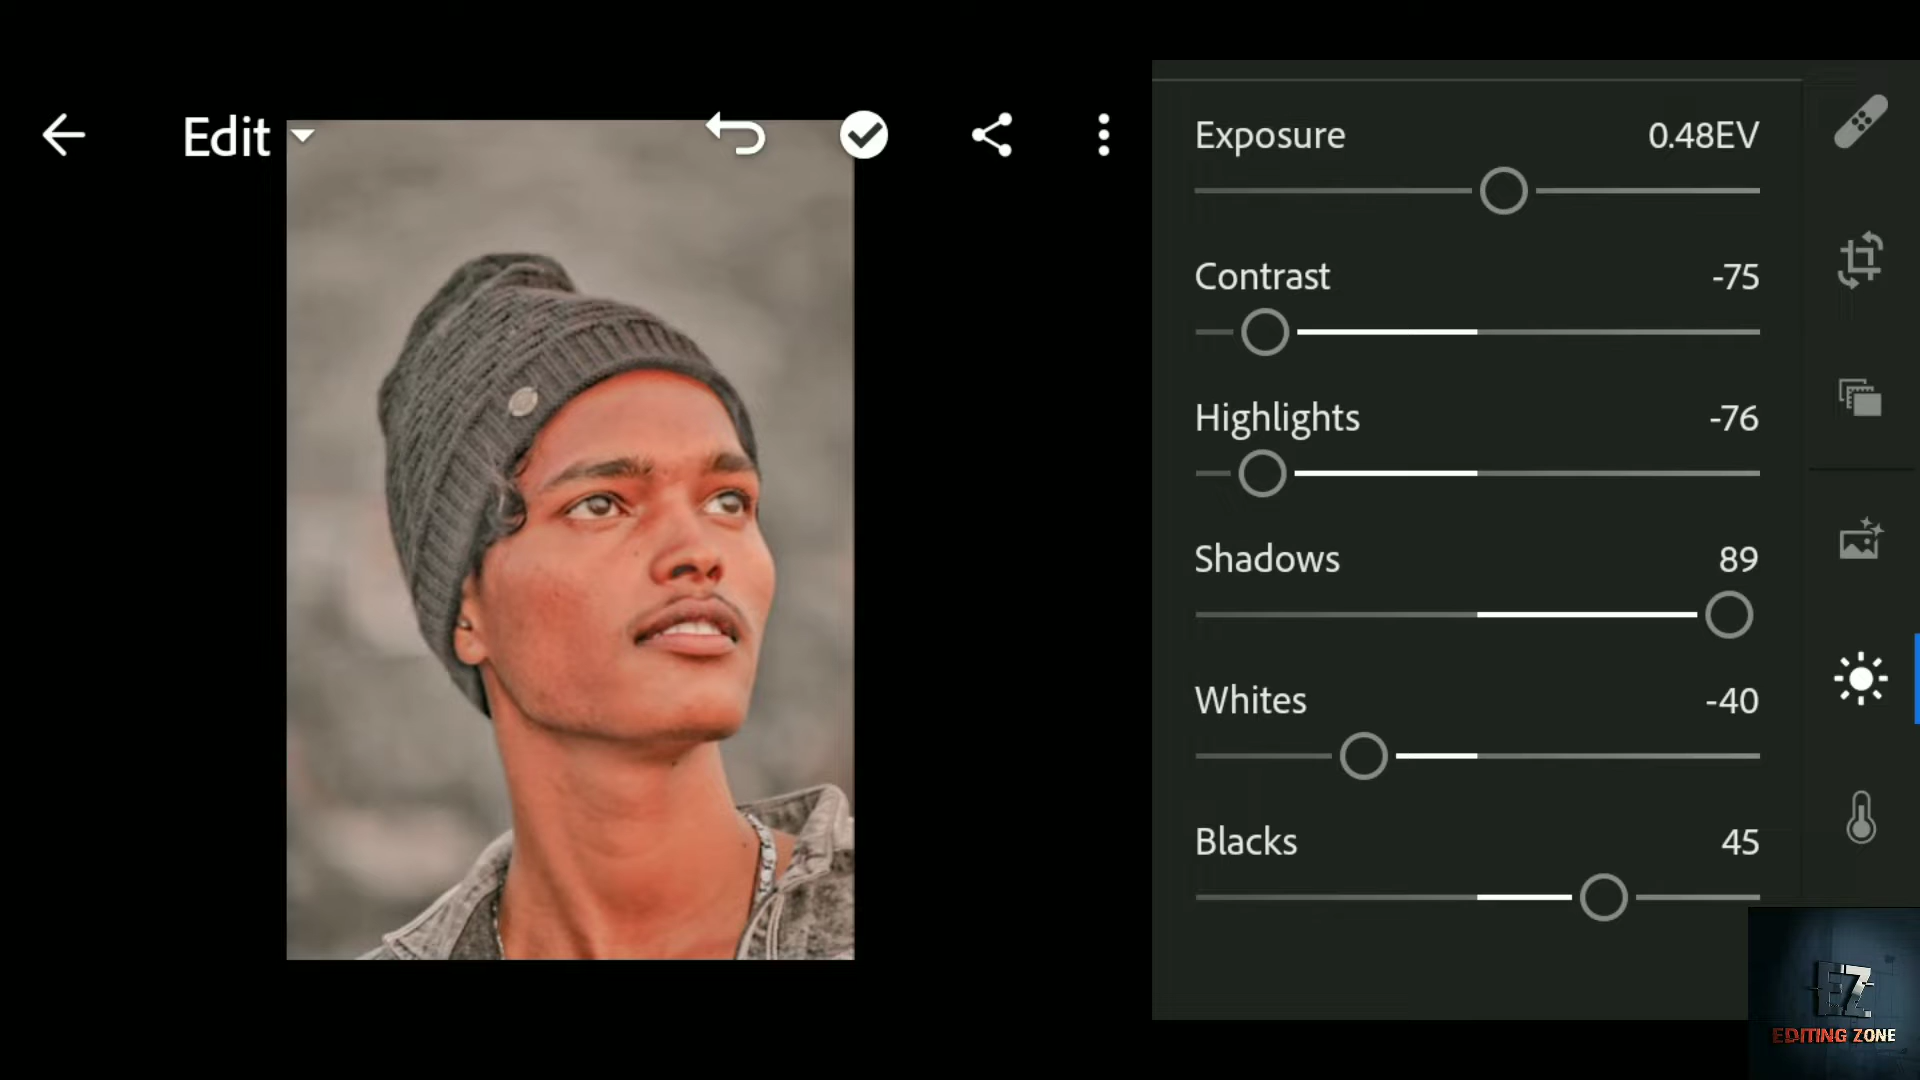 Edit
Exposure 0.48EV
Contrast -75
Highlights -76
Shadows 89
Whites -40
Blacks 45
EZ
EDITING ZONE